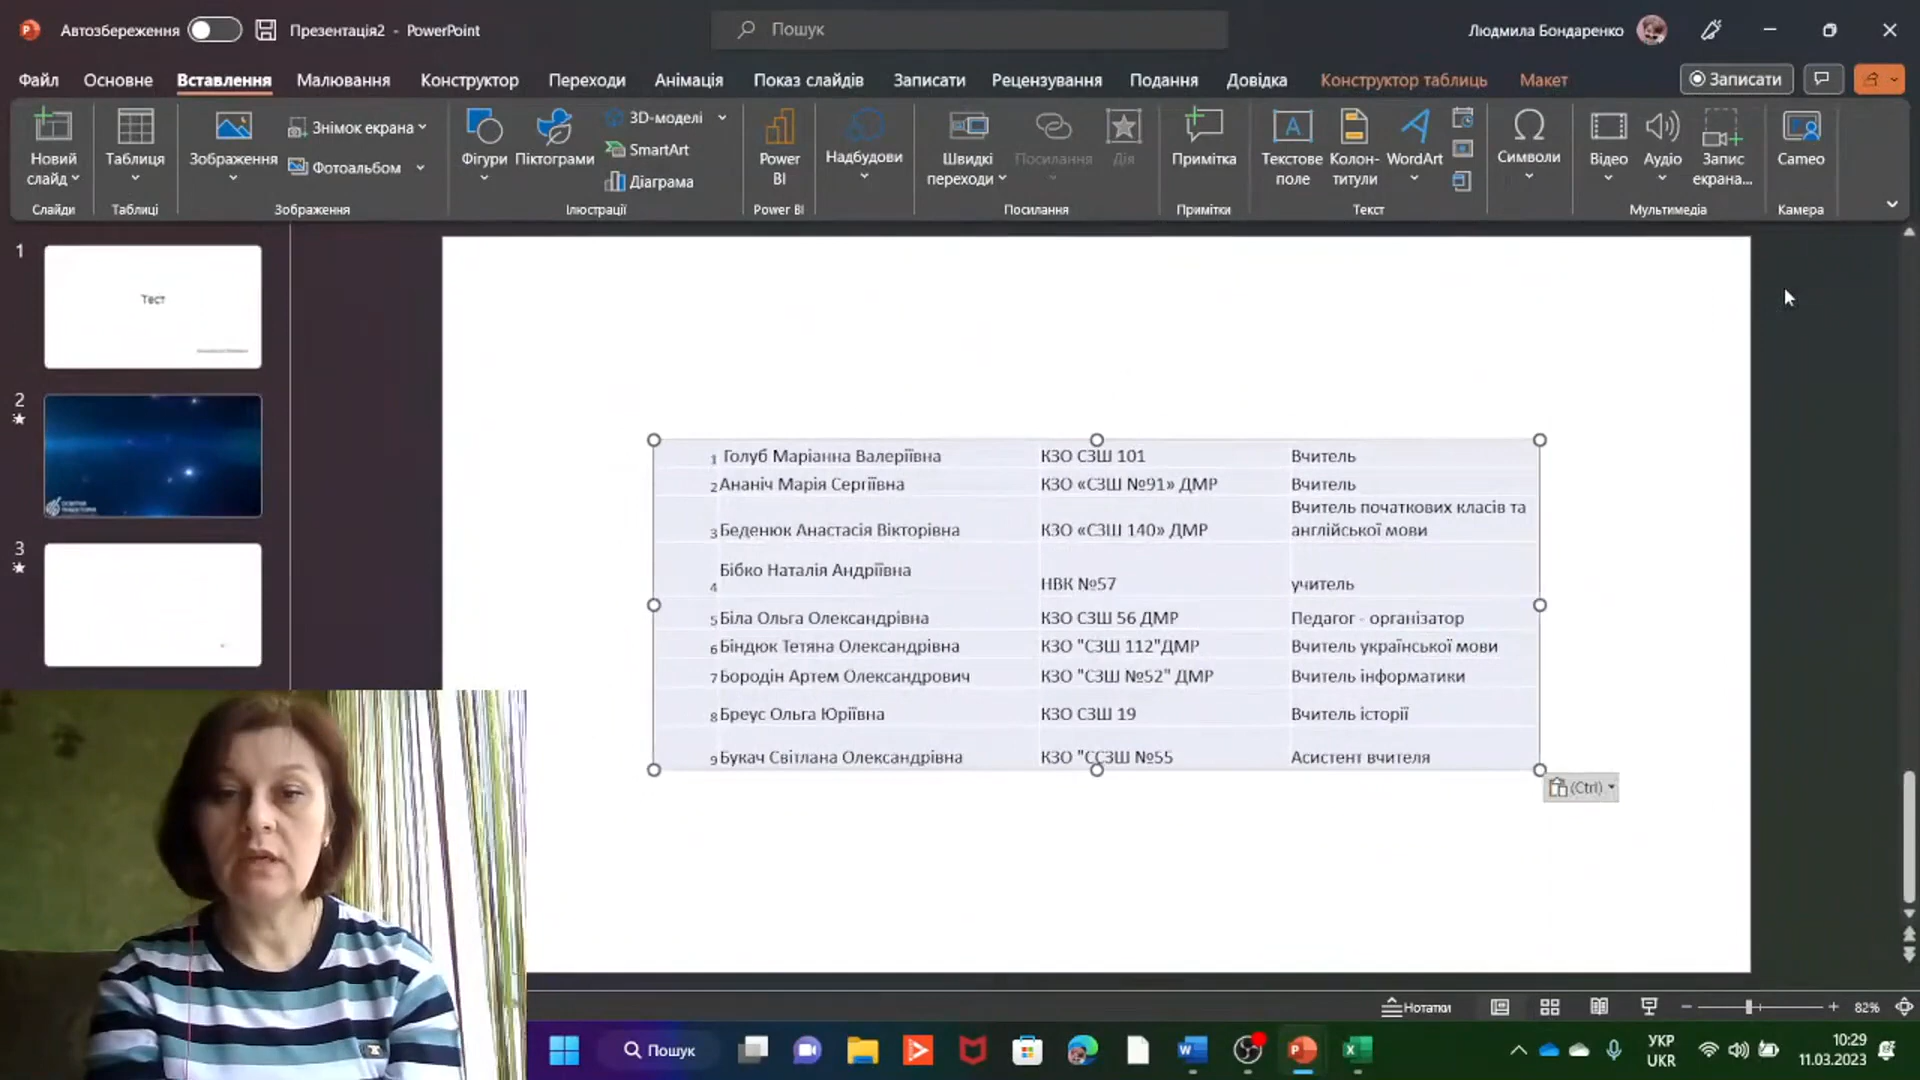 Автозбереження
Презентація2 - PowerPoint
Пошук
Людмила Бондаренко
Файл Основне Вставлення Малювання Конструктор Переходи Анімація Показ слайдів Записати Рецензування Подання Довідка Конструктор таблиць Макет Записати
Новий слайд
Таблиця
Зображення
Знімок екрана
Фотоальбом
Фігури
Піктограми
3D-моделі
SmartArt
Діаграма
Power BI
Надбудови
Швидкі переходи
Посилання
Дія
Примітка
Текстове поле
Колон-титули
WordArt
Символи
Відео
Аудіо
Запис екрана...
Cameo
Слайди Таблиці Зображення Ілюстрації Power BI Посилання Примітки Текст Мультимедіа Камера
1
Тест
2
3
1 Голуб Маріанна Валеріївна КЗО СЗШ 101 Вчитель
2 Ананіч Марія Сергіївна КЗО «СЗШ №91» ДМР Вчитель
3 Беденюк Анастасія Вікторівна КЗО «СЗШ 140» ДМР Вчитель початкових класів та англійської мови
4 Бібко Наталія Андріївна НВК №57 учитель
5 Біла Ольга Олександрівна КЗО СЗШ 56 ДМР Педагог - організатор
6 Біндюк Тетяна Олександрівна КЗО "СЗШ 112"ДМР Вчитель української мови
7 Бородін Артем Олександрович КЗО "СЗШ №52" ДМР Вчитель інформатики
8 Бреус Ольга Юріївна КЗО СЗШ 19 Вчитель історії
9 Букач Світлана Олександрівна КЗО "ССЗШ №55 Асистент вчителя
(Ctrl)
Нотатки
82%
Пошук
УКР
UKR
10:29
11.03.2023